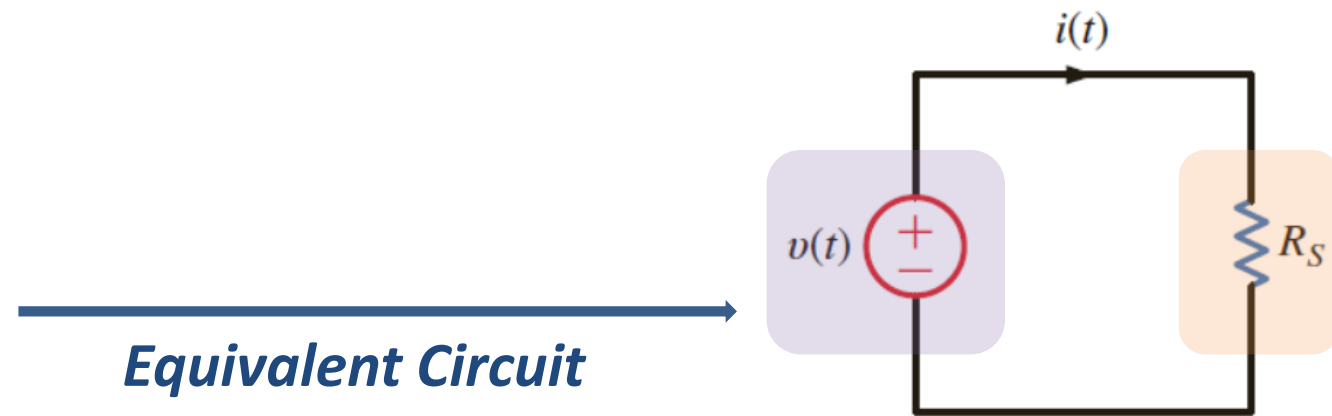 i(t)
v(t)
+
−
R_S
Equivalent Circuit